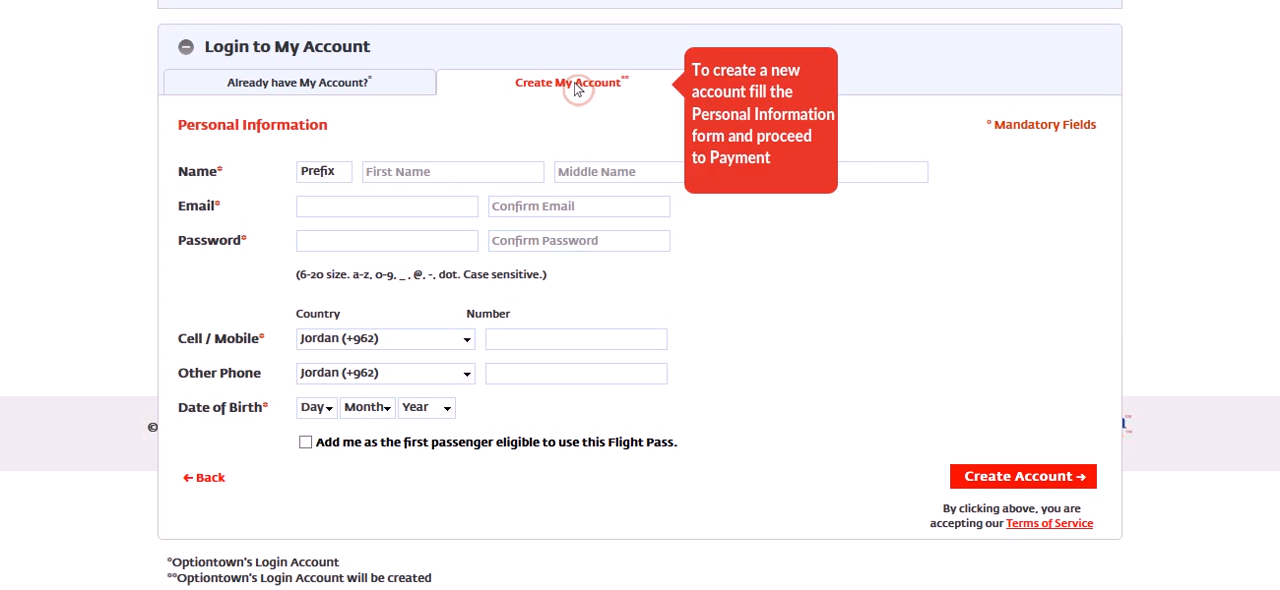 Login to My Account
Already have My Account?*
Create My Account**
To create a new
account fill the
Personal Information
form and proceed
to Payment
Personal Information
* Mandatory Fields
Name* Prefix First Name Middle Name
Email* Confirm Email
Password* Confirm Password
(6-20 size. a-z, 0-9, _ , @, -, dot. Case sensitive.)
Country Number
Cell / Mobile* Jordan (+962)
Other Phone Jordan (+962)
Date of Birth* Day Month Year
©
Add me as the first passenger eligible to use this Flight Pass.
← Back
Create Account →
By clicking above, you are
accepting our Terms of Service
*Optiontown's Login Account
**Optiontown's Login Account will be created